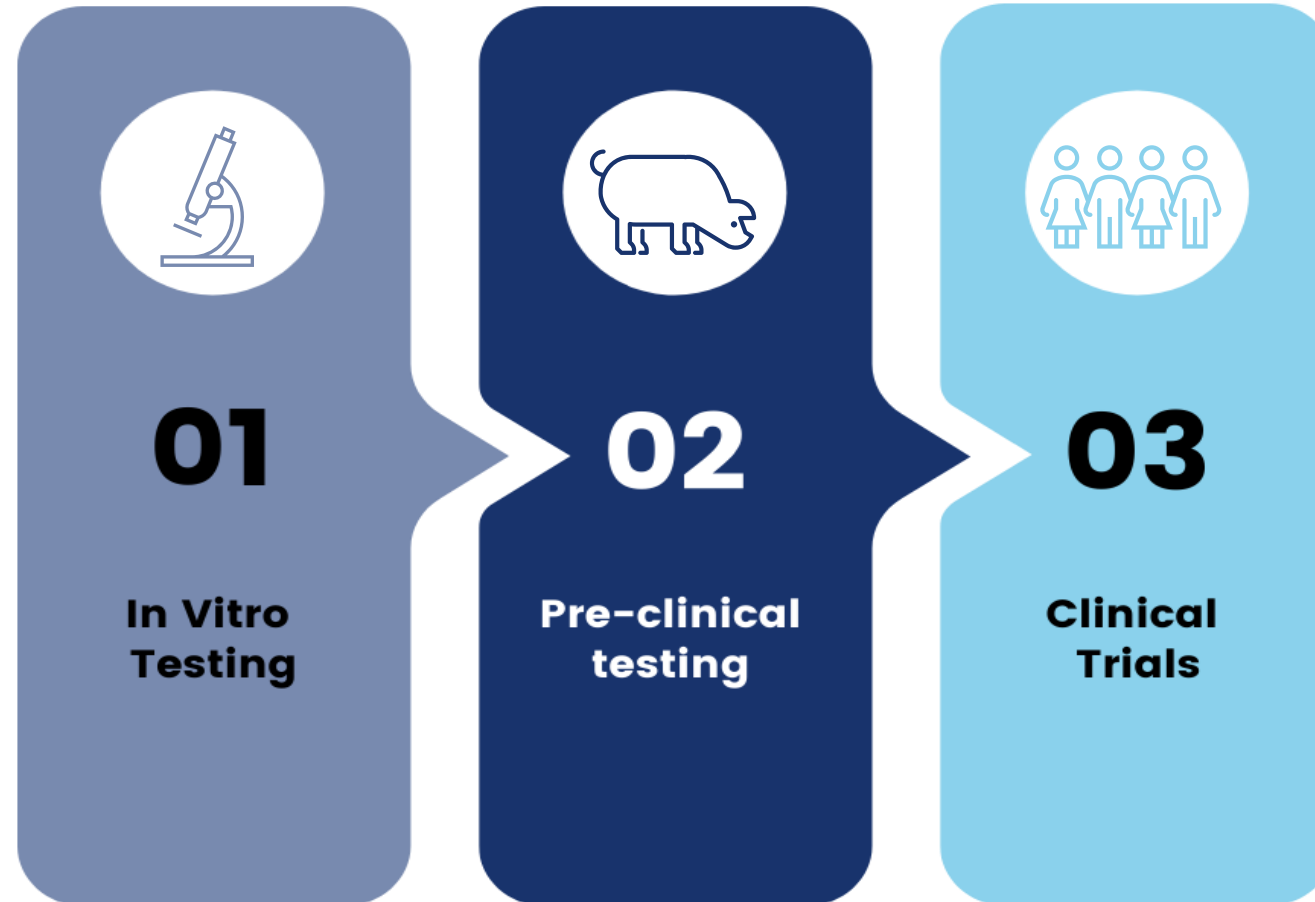 01
In Vitro
Testing
02
Pre-clinical
testing
03
Clinical
Trials